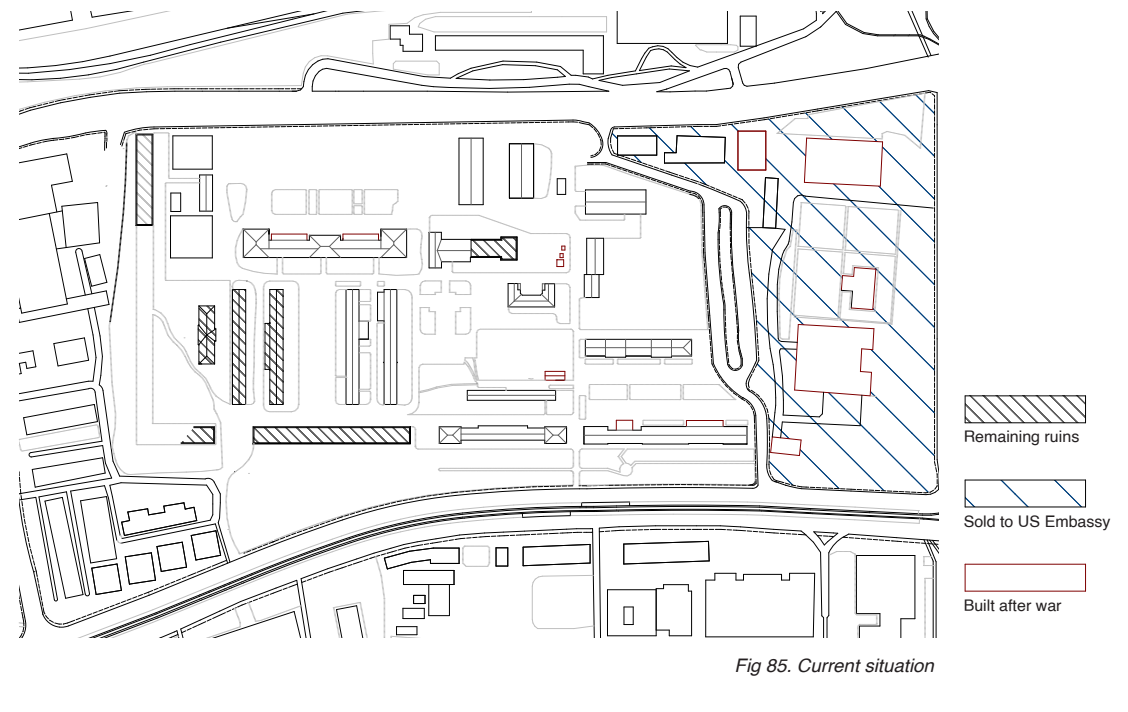 Remaining ruins
Sold to US Embassy
Built after war
Fig 85. Current situation